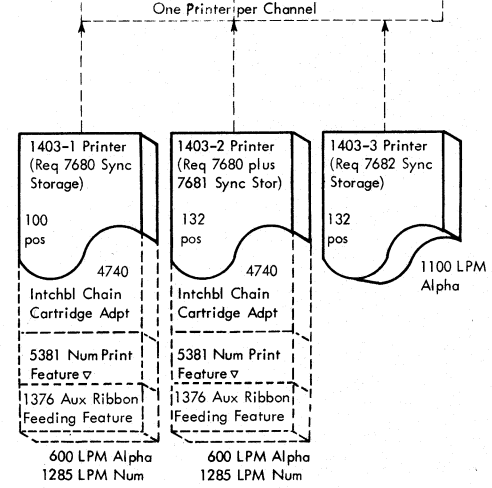 One Printer per Channel
1403-1 Printer
(Req 7680 Sync
Storage)
100
pos
4740
Intchbl Chain
Cartridge Adpt
5381 Num Print
Feature ▽
1376 Aux Ribbon
Feeding Feature
600 LPM Alpha
1285 LPM Num
1403-2 Printer
(Req 7680 plus
7681 Sync Stor)
132
pos
4740
Intchbl Chain
Cartridge Adpt
5381 Num Print
Feature ▽
1376 Aux Ribbon
Feeding Feature
600 LPM Alpha
1285 LPM Num
1403-3 Printer
(Req 7682 Sync
Storage)
132
pos
1100 LPM
Alpha